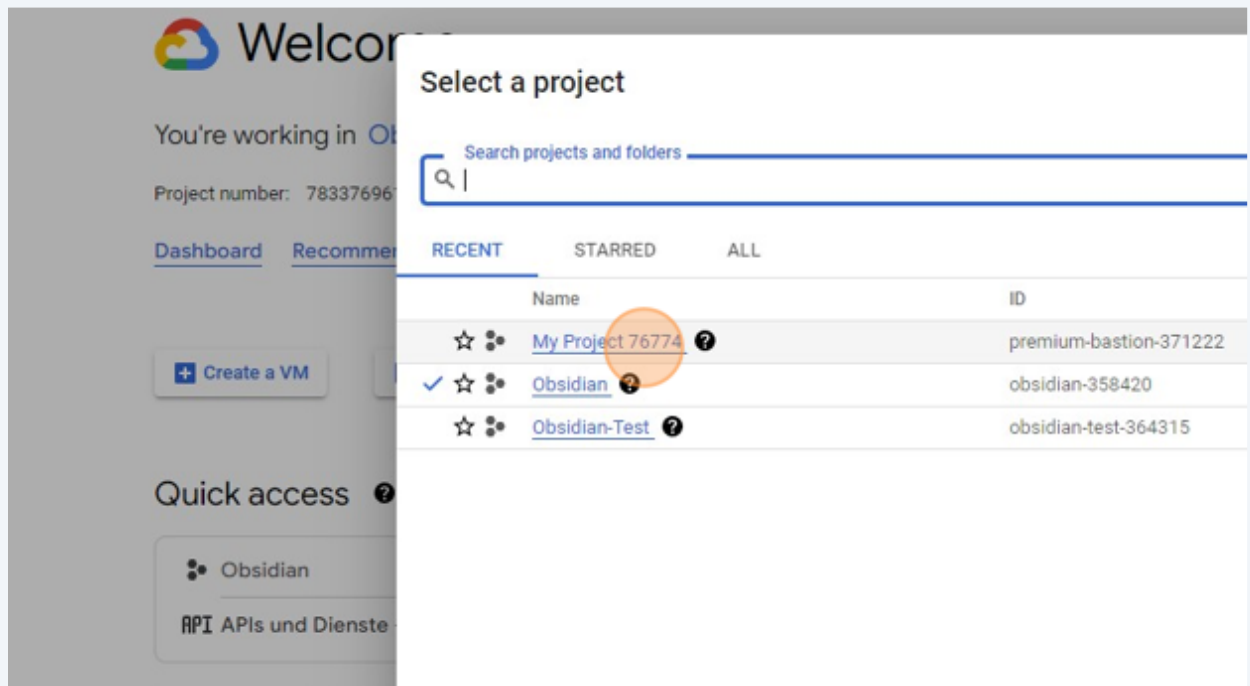 Welcom
Select a project
You're working in Ob
Search projects and folders
Project number: 78337696
Dashboard Recommen
RECENT STARRED ALL
Name ID
My Project 76774 premium-bastion-371222
Create a VM
Obsidian obsidian-358420
Obsidian-Test obsidian-test-364315
Quick access
Obsidian
API APIs und Dienste